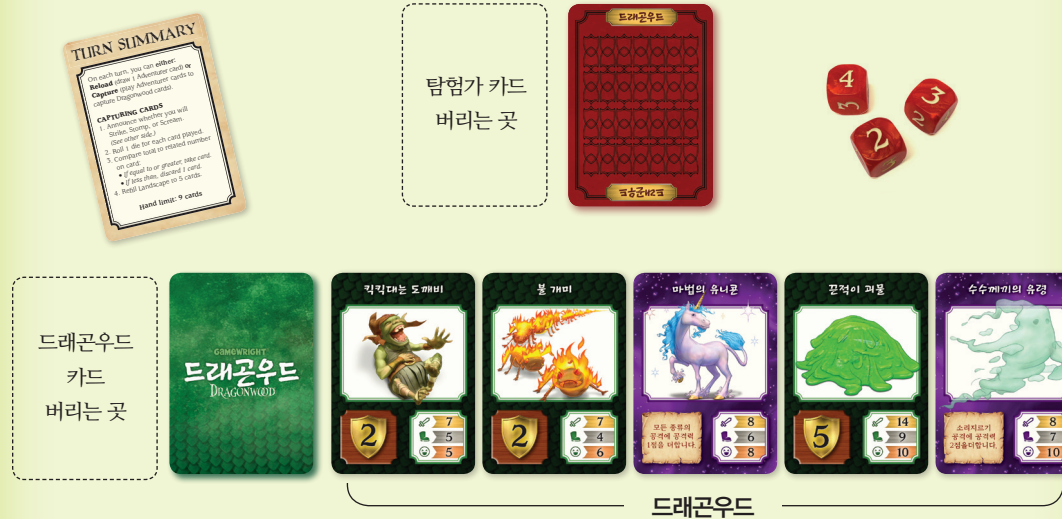 TURN SUMMARY
On each turn, you can either:
Reload (draw 1 Adventurer card) or
Capture (play Adventurer cards to
capture Dragonwood cards).
CAPTURING CARDS
1. Announce whether you will
Strike, Stomp, or Scream.
(See other side.)
2. Roll 1 die for each card played.
3. Compare total to related number
on card:
• If equal to or greater, take card.
• If less than, discard 1 card.
4. Refill Landscape to 5 cards.
Hand limit: 9 cards
탐험가 카드
버리는 곳
드래곤우드
드래곤우드
4
3
3
2
2
드래곤우드
카드
버리는 곳
GAMEWRIGHT
드래곤우드
DRAGONWOOD
킥킥대는 도깨비
2
7
5
5
불 개미
2
7
4
6
마법의 유니콘
모든 종류의
공격에 공격력
1점을 더합니다.
8
6
8
끈적이 괴물
5
14
9
10
수수께끼의 유령
소리지르기
공격에 공격력
2점을더합니다.
8
7
10
드래곤우드